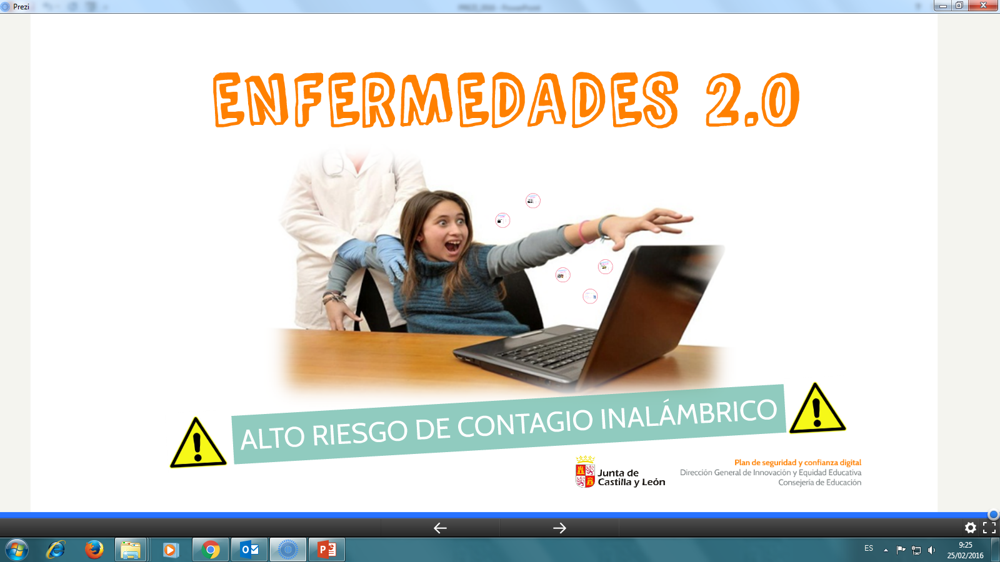 Prezi
ENFERMEDADES 2.0
ALTO RIESGO DE CONTAGIO INALÁMBRICO
Junta de
Castilla y León
Plan de seguridad y confianza digital
Dirección General de Innovación y Equidad Educativa
Consejería de Educación
ES
9:25
25/02/2016